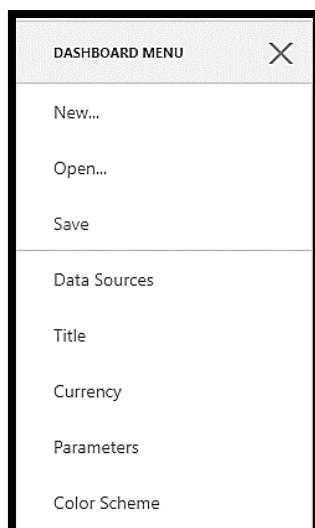 DASHBOARD MENU
New...
Open...
Save
Data Sources
Title
Currency
Parameters
Color Scheme